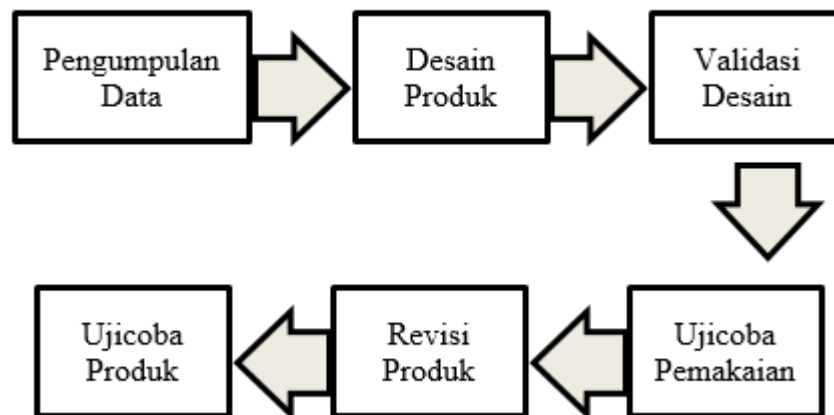 Pengumpulan
Data
Desain
Produk
Validasi
Desain
Ujicoba
Pemakaian
Revisi
Produk
Ujicoba
Produk